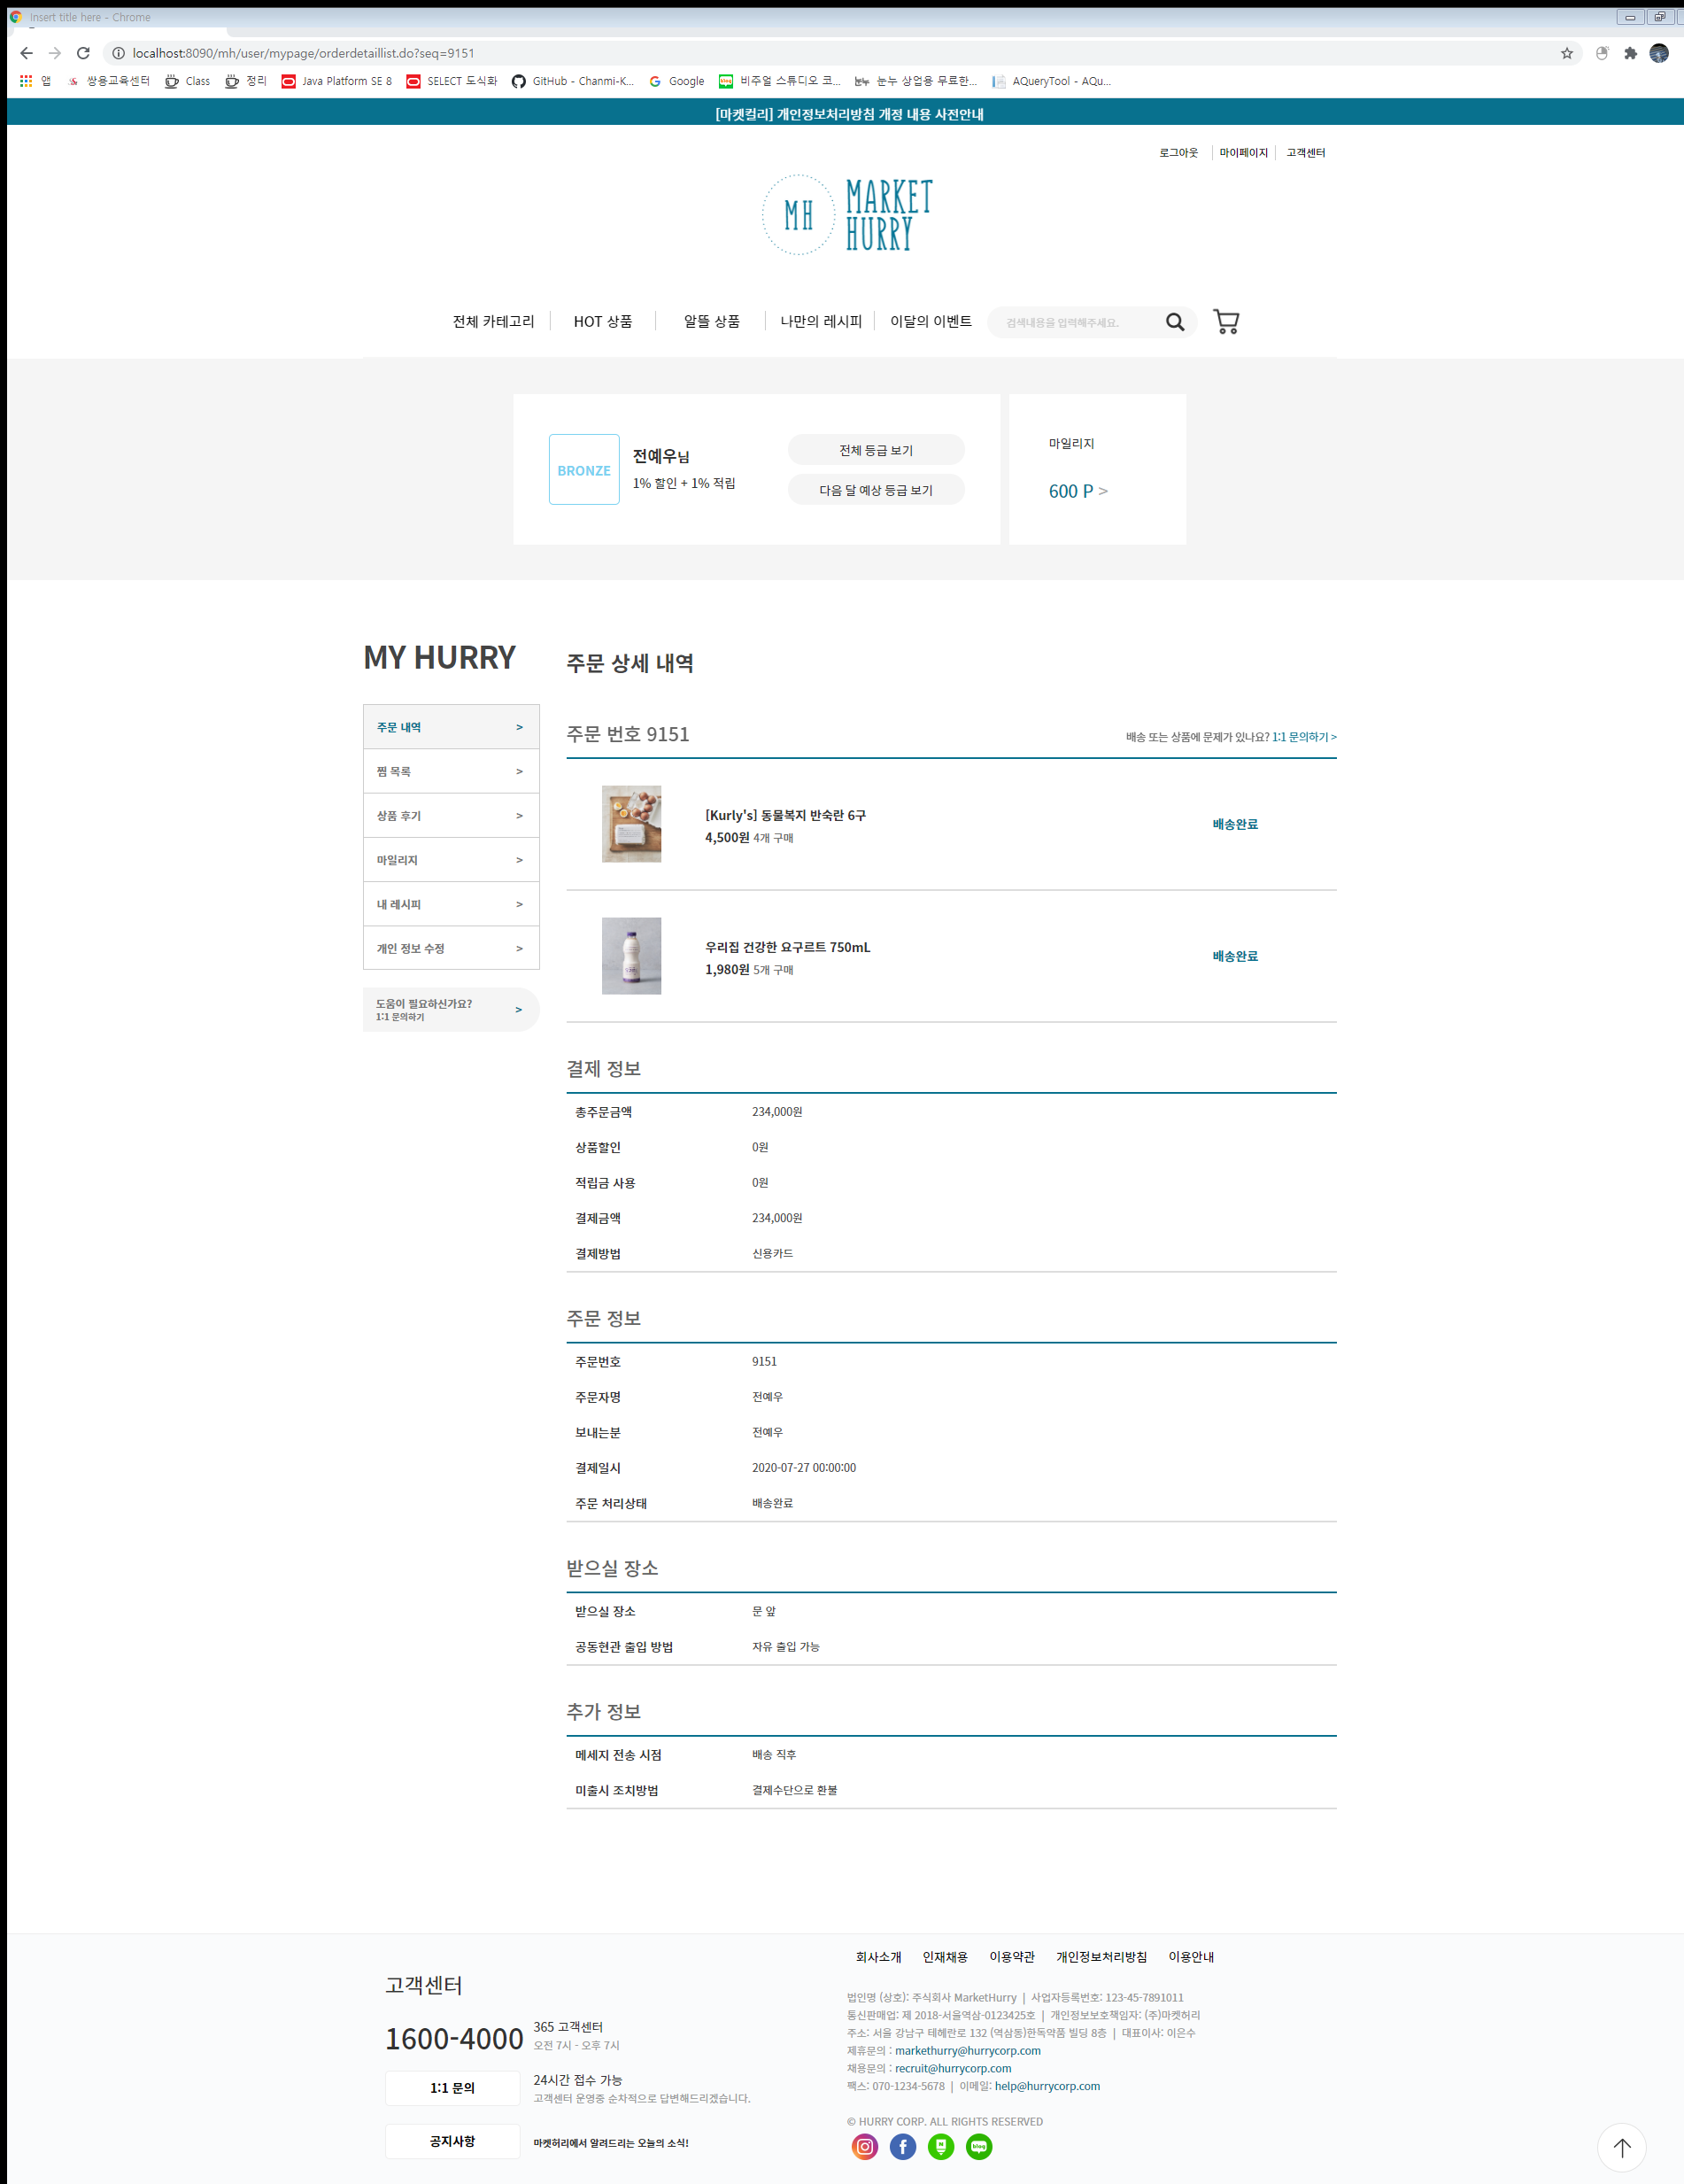 Insert title here - Chrome
localhost:8090/mh/user/mypage/orderdetaillist.do?seq=9151
앱 쌍용교육센터 Class 정리 Java Platform SE 8 SELECT 도식화 GitHub - Chanmi-K... Google 비주얼 스튜디오 코... 눈누 눈누 상업용 무료한... AQueryTool - AQu...
[마켓컬리] 개인정보처리방침 개정 내용 사전안내
로그아웃 마이페이지 고객센터
MH MARKET HURRY
전체 카테고리 HOT 상품 알뜰 상품 나만의 레시피 이달의 이벤트 검색내용을 입력해주세요.
BRONZE
전예우님
1% 할인 + 1% 적립
전체 등급 보기
다음 달 예상 등급 보기
마일리지
600 P >
MY HURRY
주문 내역 >
찜 목록 >
상품 후기 >
마일리지 >
내 레시피 >
개인 정보 수정 >
도움이 필요하신가요?
1:1 문의하기 >
주문 상세 내역
주문 번호 9151
배송 또는 상품에 문제가 있나요? 1:1 문의하기 >
[Kurly's] 동물복지 반숙란 6구
4,500원 4개 구매
배송완료
우리집 건강한 요구르트 750mL
1,980원 5개 구매
배송완료
결제 정보
총주문금액 234,000원
상품할인 0원
적립금 사용 0원
결제금액 234,000원
결제방법 신용카드
주문 정보
주문번호 9151
주문자명 전예우
보내는분 전예우
결제일시 2020-07-27 00:00:00
주문 처리상태 배송완료
받으실 장소
받으실 장소 문 앞
공동현관 출입 방법 자유 출입 가능
추가 정보
메세지 전송 시점 배송 직후
미출시 조치방법 결제수단으로 환불
고객센터
1600-4000
365 고객센터
오전 7시 - 오후 7시
1:1 문의
24시간 접수 가능
고객센터 운영중 순차적으로 답변해드리겠습니다.
공지사항
마켓허리에서 알려드리는 오늘의 소식!
회사소개 인재채용 이용약관 개인정보처리방침 이용안내
법인명 (상호): 주식회사 MarketHurry | 사업자등록번호: 123-45-7891011
통신판매업: 제 2018-서울역삼-0123425호 | 개인정보보호책임자: (주)마켓허리
주소: 서울 강남구 테헤란로 132 (역삼동)한독약품 빌딩 8층 | 대표이사: 이은수
제휴문의 : markethurry@hurrycorp.com
채용문의 : recruit@hurrycorp.com
팩스: 070-1234-5678 | 이메일: help@hurrycorp.com
© HURRY CORP. ALL RIGHTS RESERVED
blog